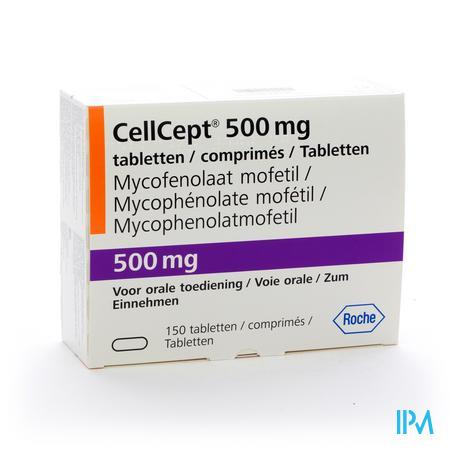 CellCept® 500 mg
tabletten / comprimés / Tabletten
Mycofenolaat mofetil /
Mycophénolate mofétil /
Mycophenolatmofetil
500 mg
Voor orale toediening / Voie orale / Zum
Einnehmen
150 tabletten / comprimés /
Tabletten
Roche
IPM